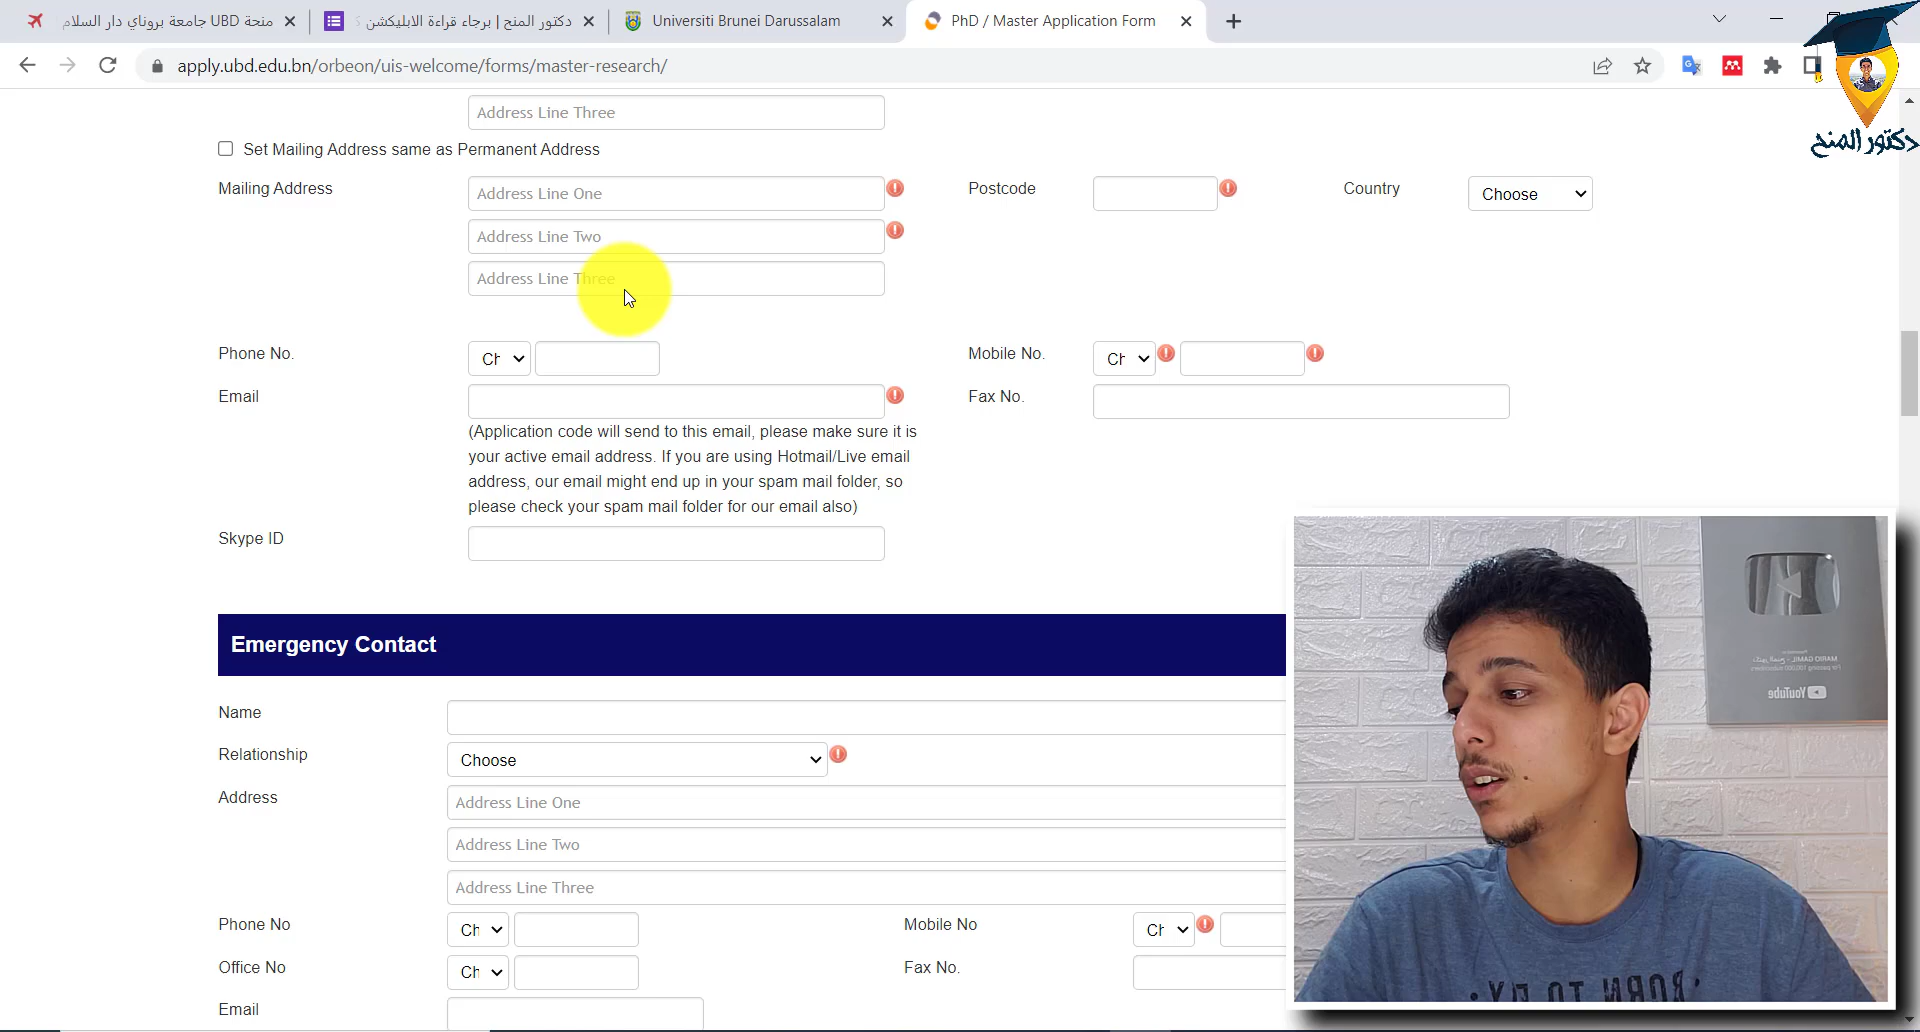 منحة UBD جامعة بروناي دار السلام
دكتور المنح | برجاء قراءة الابليكشن
Universiti Brunei Darussalam
PhD / Master Application Form
apply.ubd.edu.bn/orbeon/uis-welcome/forms/master-research/
دكتور المنح
Address Line Three
Set Mailing Address same as Permanent Address
Mailing Address
Address Line One
Postcode
Country
Choose
Address Line Two
Address Line Three
Phone No.
Ch
Mobile No.
Ch
Email
Fax No.
(Application code will send to this email, please make sure it is
your active email address. If you are using Hotmail/Live email
address, our email might end up in your spam mail folder, so
please check your spam mail folder for our email also)
Skype ID
Emergency Contact
Name
Relationship
Choose
Address
Address Line One
Address Line Two
Address Line Three
Phone No
Ch
Mobile No
Ch
Office No
Ch
Fax No.
Email
YouTube
BORN TO FLY